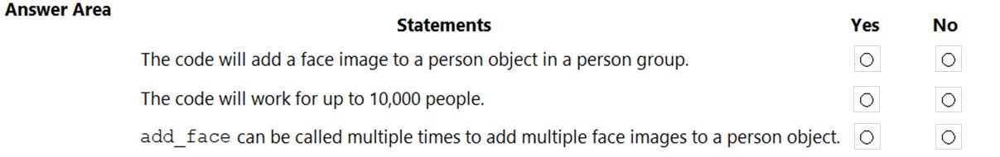 Answer Area
Statements Yes No
The code will add a face image to a person object in a person group.
The code will work for up to 10,000 people.
add_face can be called multiple times to add multiple face images to a person object.